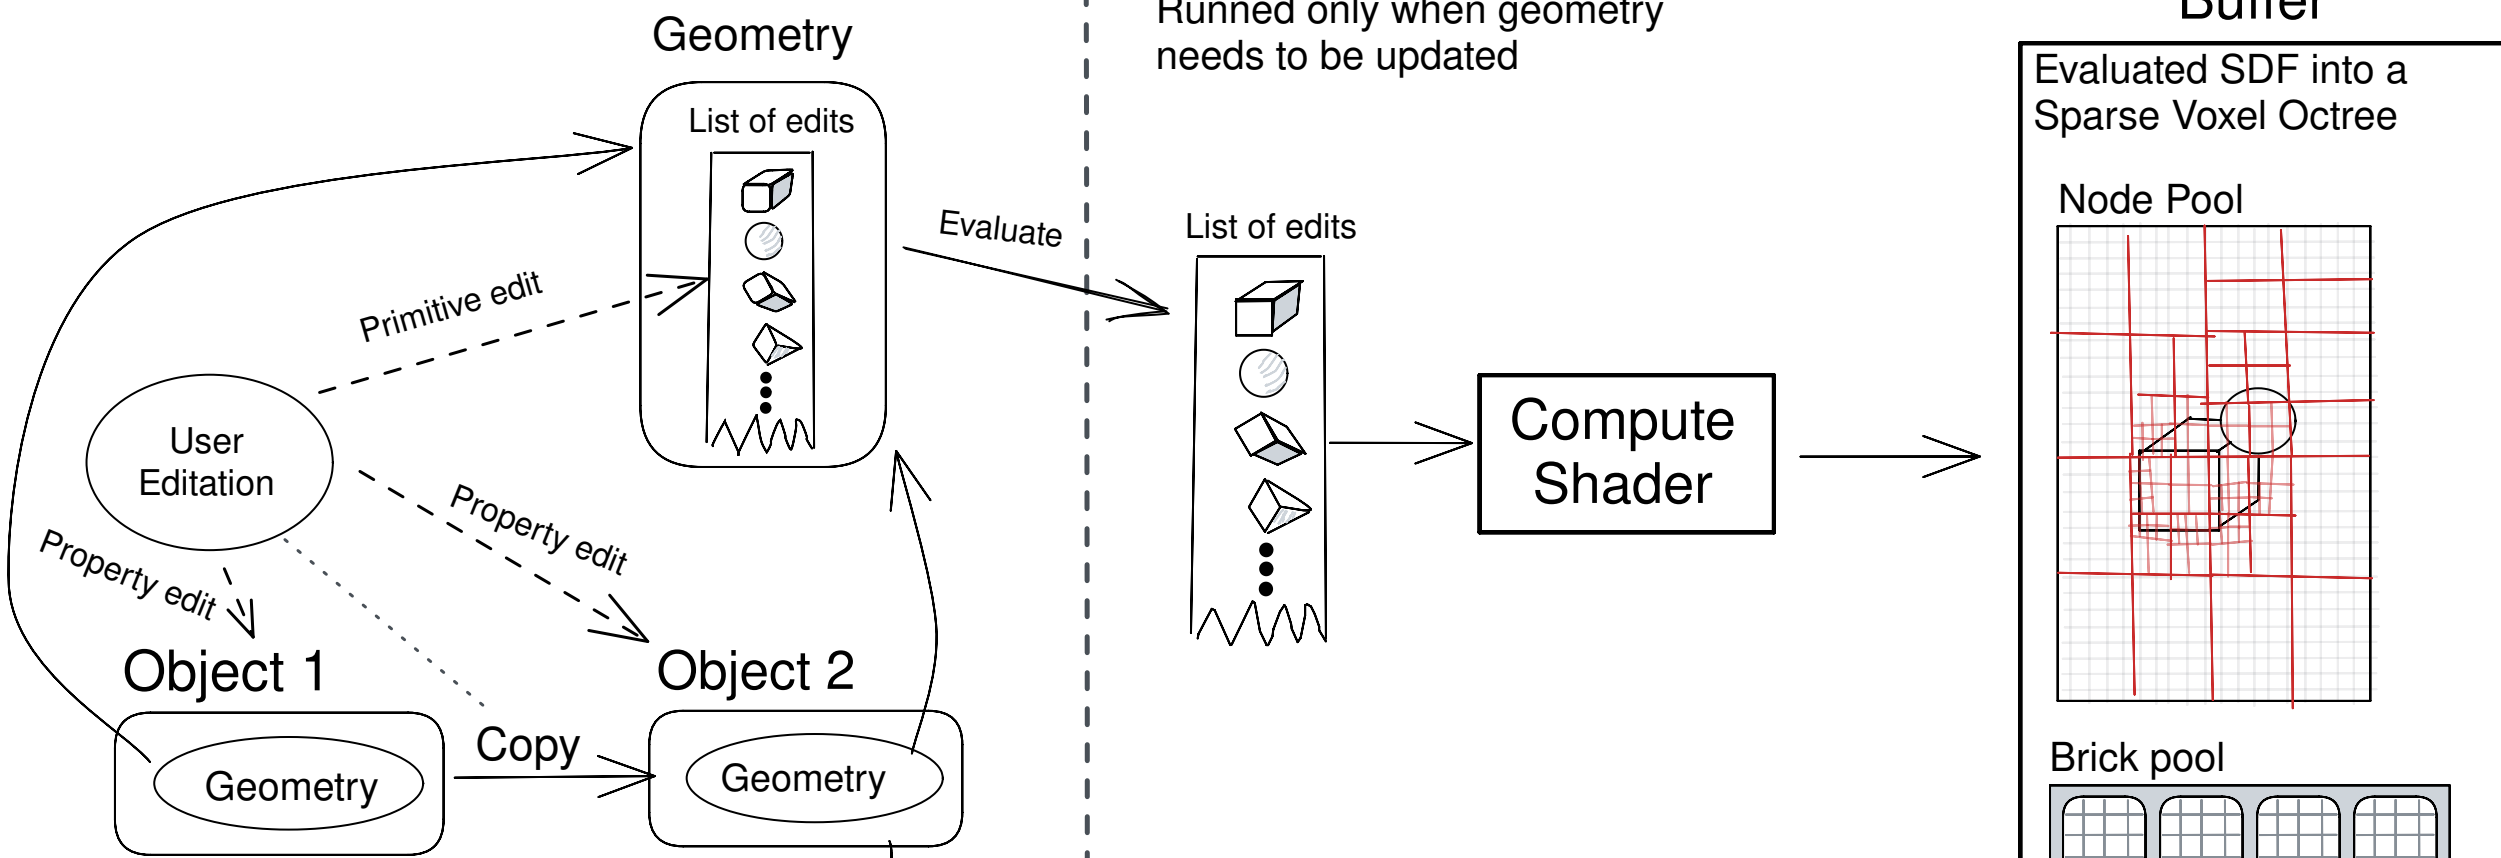 Geometry
List of edits
Primitive edit
User
Editation
Property edit
Property edit
Object 1
Object 2
Copy
Geometry
Geometry
Evaluate
Runned only when geometry
needs to be updated
List of edits
Compute
Shader
Buffer
Evaluated SDF into a
Sparse Voxel Octree
Node Pool
Brick pool